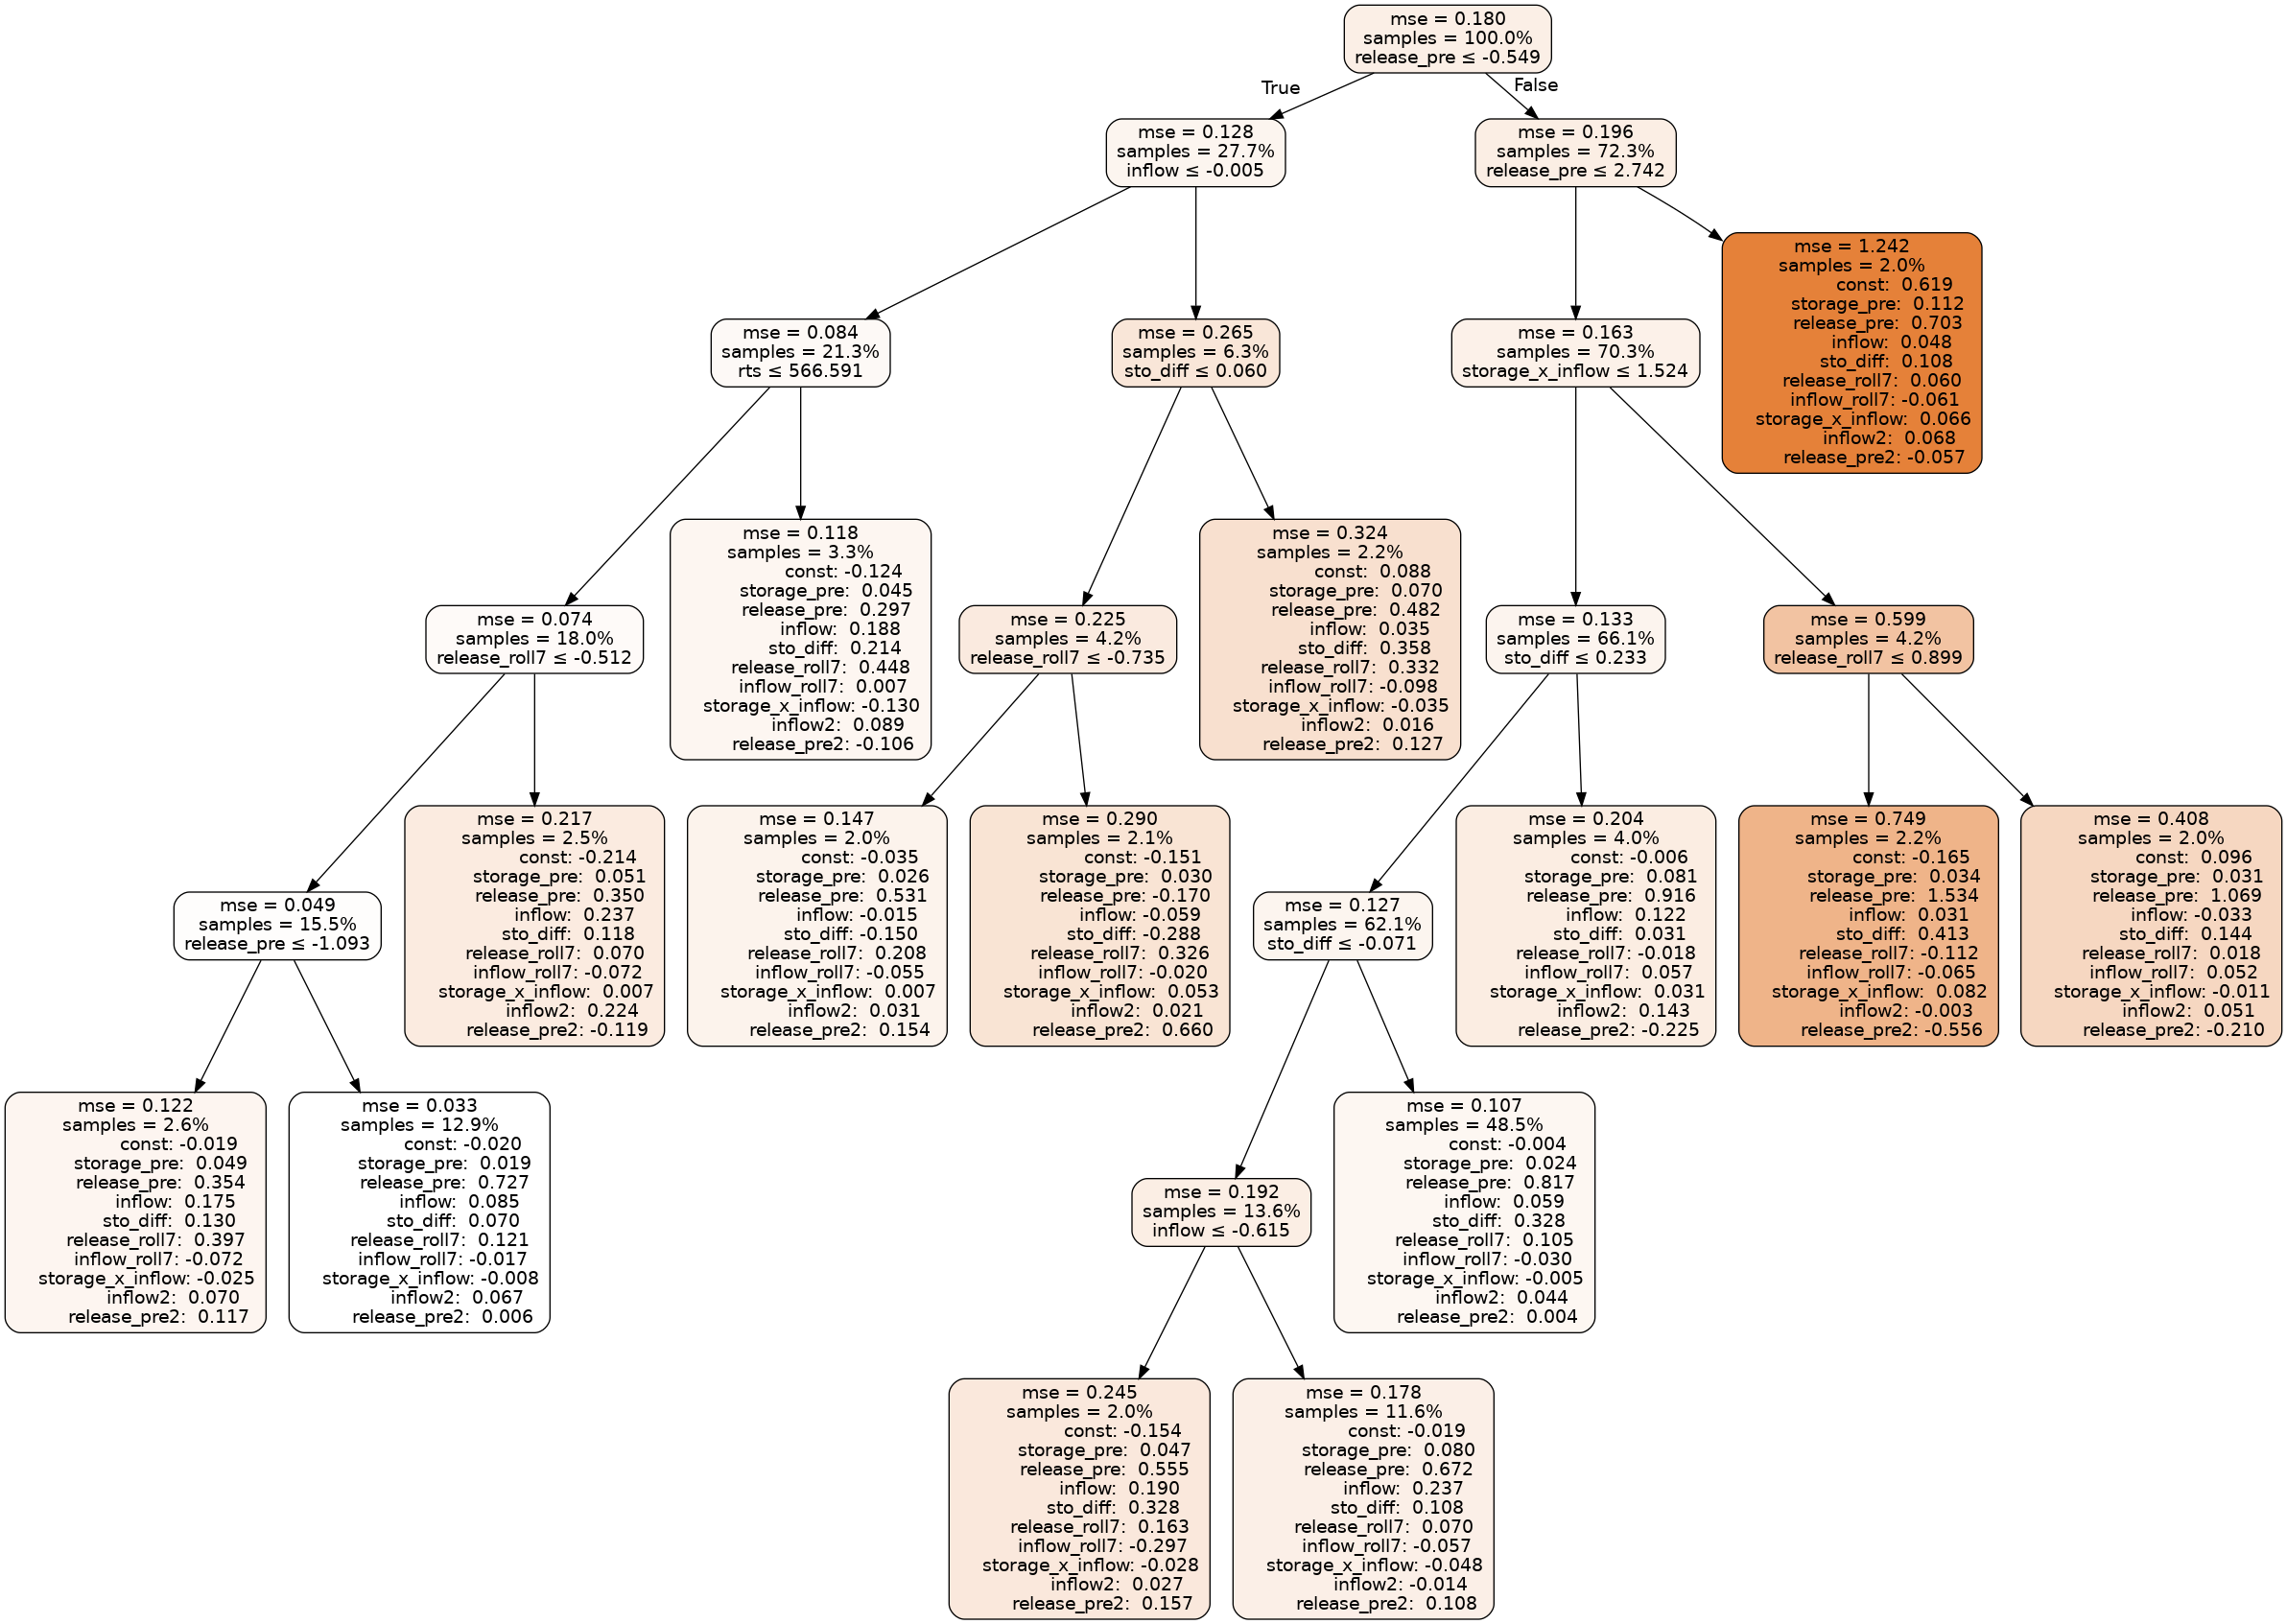 mse = 0.180
samples = 100.0%
release_pre ≤ -0.549
True
False
mse = 0.128
samples = 27.7%
inflow ≤ -0.005
mse = 0.196
samples = 72.3%
release_pre ≤ 2.742
mse = 1.242
samples = 2.0%
const: 0.619
storage_pre: 0.112
release_pre: 0.703
inflow: 0.048
sto_diff: 0.108
release_roll7: 0.060
inflow_roll7: -0.061
storage_x_inflow: 0.066
inflow2: 0.068
release_pre2: -0.057
mse = 0.084
samples = 21.3%
rts ≤ 566.591
mse = 0.265
samples = 6.3%
sto_diff ≤ 0.060
mse = 0.163
samples = 70.3%
storage_x_inflow ≤ 1.524
mse = 0.118
samples = 3.3%
const: -0.124
storage_pre: 0.045
release_pre: 0.297
inflow: 0.188
sto_diff: 0.214
release_roll7: 0.448
inflow_roll7: 0.007
storage_x_inflow: -0.130
inflow2: 0.089
release_pre2: -0.106
mse = 0.324
samples = 2.2%
const: 0.088
storage_pre: 0.070
release_pre: 0.482
inflow: 0.035
sto_diff: 0.358
release_roll7: 0.332
inflow_roll7: -0.098
storage_x_inflow: -0.035
inflow2: 0.016
release_pre2: 0.127
mse = 0.074
samples = 18.0%
release_roll7 ≤ -0.512
mse = 0.225
samples = 4.2%
release_roll7 ≤ -0.735
mse = 0.133
samples = 66.1%
sto_diff ≤ 0.233
mse = 0.599
samples = 4.2%
release_roll7 ≤ 0.899
mse = 0.049
samples = 15.5%
release_pre ≤ -1.093
mse = 0.217
samples = 2.5%
const: -0.214
storage_pre: 0.051
release_pre: 0.350
inflow: 0.237
sto_diff: 0.118
release_roll7: 0.070
inflow_roll7: -0.072
storage_x_inflow: 0.007
inflow2: 0.224
release_pre2: -0.119
mse = 0.147
samples = 2.0%
const: -0.035
storage_pre: 0.026
release_pre: 0.531
inflow: -0.015
sto_diff: -0.150
release_roll7: 0.208
inflow_roll7: -0.055
storage_x_inflow: 0.007
inflow2: 0.031
release_pre2: 0.154
mse = 0.290
samples = 2.1%
const: -0.151
storage_pre: 0.030
release_pre: -0.170
inflow: -0.059
sto_diff: -0.288
release_roll7: 0.326
inflow_roll7: -0.020
storage_x_inflow: 0.053
inflow2: 0.021
release_pre2: 0.660
mse = 0.127
samples = 62.1%
sto_diff ≤ -0.071
mse = 0.204
samples = 4.0%
const: -0.006
storage_pre: 0.081
release_pre: 0.916
inflow: 0.122
sto_diff: 0.031
release_roll7: -0.018
inflow_roll7: 0.057
storage_x_inflow: 0.031
inflow2: 0.143
release_pre2: -0.225
mse = 0.749
samples = 2.2%
const: -0.165
storage_pre: 0.034
release_pre: 1.534
inflow: 0.031
sto_diff: 0.413
release_roll7: -0.112
inflow_roll7: -0.065
storage_x_inflow: 0.082
inflow2: -0.003
release_pre2: -0.556
mse = 0.408
samples = 2.0%
const: 0.096
storage_pre: 0.031
release_pre: 1.069
inflow: -0.033
sto_diff: 0.144
release_roll7: 0.018
inflow_roll7: 0.052
storage_x_inflow: -0.011
inflow2: 0.051
release_pre2: -0.210
mse = 0.122
samples = 2.6%
const: -0.019
storage_pre: 0.049
release_pre: 0.354
inflow: 0.175
sto_diff: 0.130
release_roll7: 0.397
inflow_roll7: -0.072
storage_x_inflow: -0.025
inflow2: 0.070
release_pre2: 0.117
mse = 0.033
samples = 12.9%
const: -0.020
storage_pre: 0.019
release_pre: 0.727
inflow: 0.085
sto_diff: 0.070
release_roll7: 0.121
inflow_roll7: -0.017
storage_x_inflow: -0.008
inflow2: 0.067
release_pre2: 0.006
mse = 0.192
samples = 13.6%
inflow ≤ -0.615
mse = 0.107
samples = 48.5%
const: -0.004
storage_pre: 0.024
release_pre: 0.817
inflow: 0.059
sto_diff: 0.328
release_roll7: 0.105
inflow_roll7: -0.030
storage_x_inflow: -0.005
inflow2: 0.044
release_pre2: 0.004
mse = 0.245
samples = 2.0%
const: -0.154
storage_pre: 0.047
release_pre: 0.555
inflow: 0.190
sto_diff: 0.328
release_roll7: 0.163
inflow_roll7: -0.297
storage_x_inflow: -0.028
inflow2: 0.027
release_pre2: 0.157
mse = 0.178
samples = 11.6%
const: -0.019
storage_pre: 0.080
release_pre: 0.672
inflow: 0.237
sto_diff: 0.108
release_roll7: 0.070
inflow_roll7: -0.057
storage_x_inflow: -0.048
inflow2: -0.014
release_pre2: 0.108